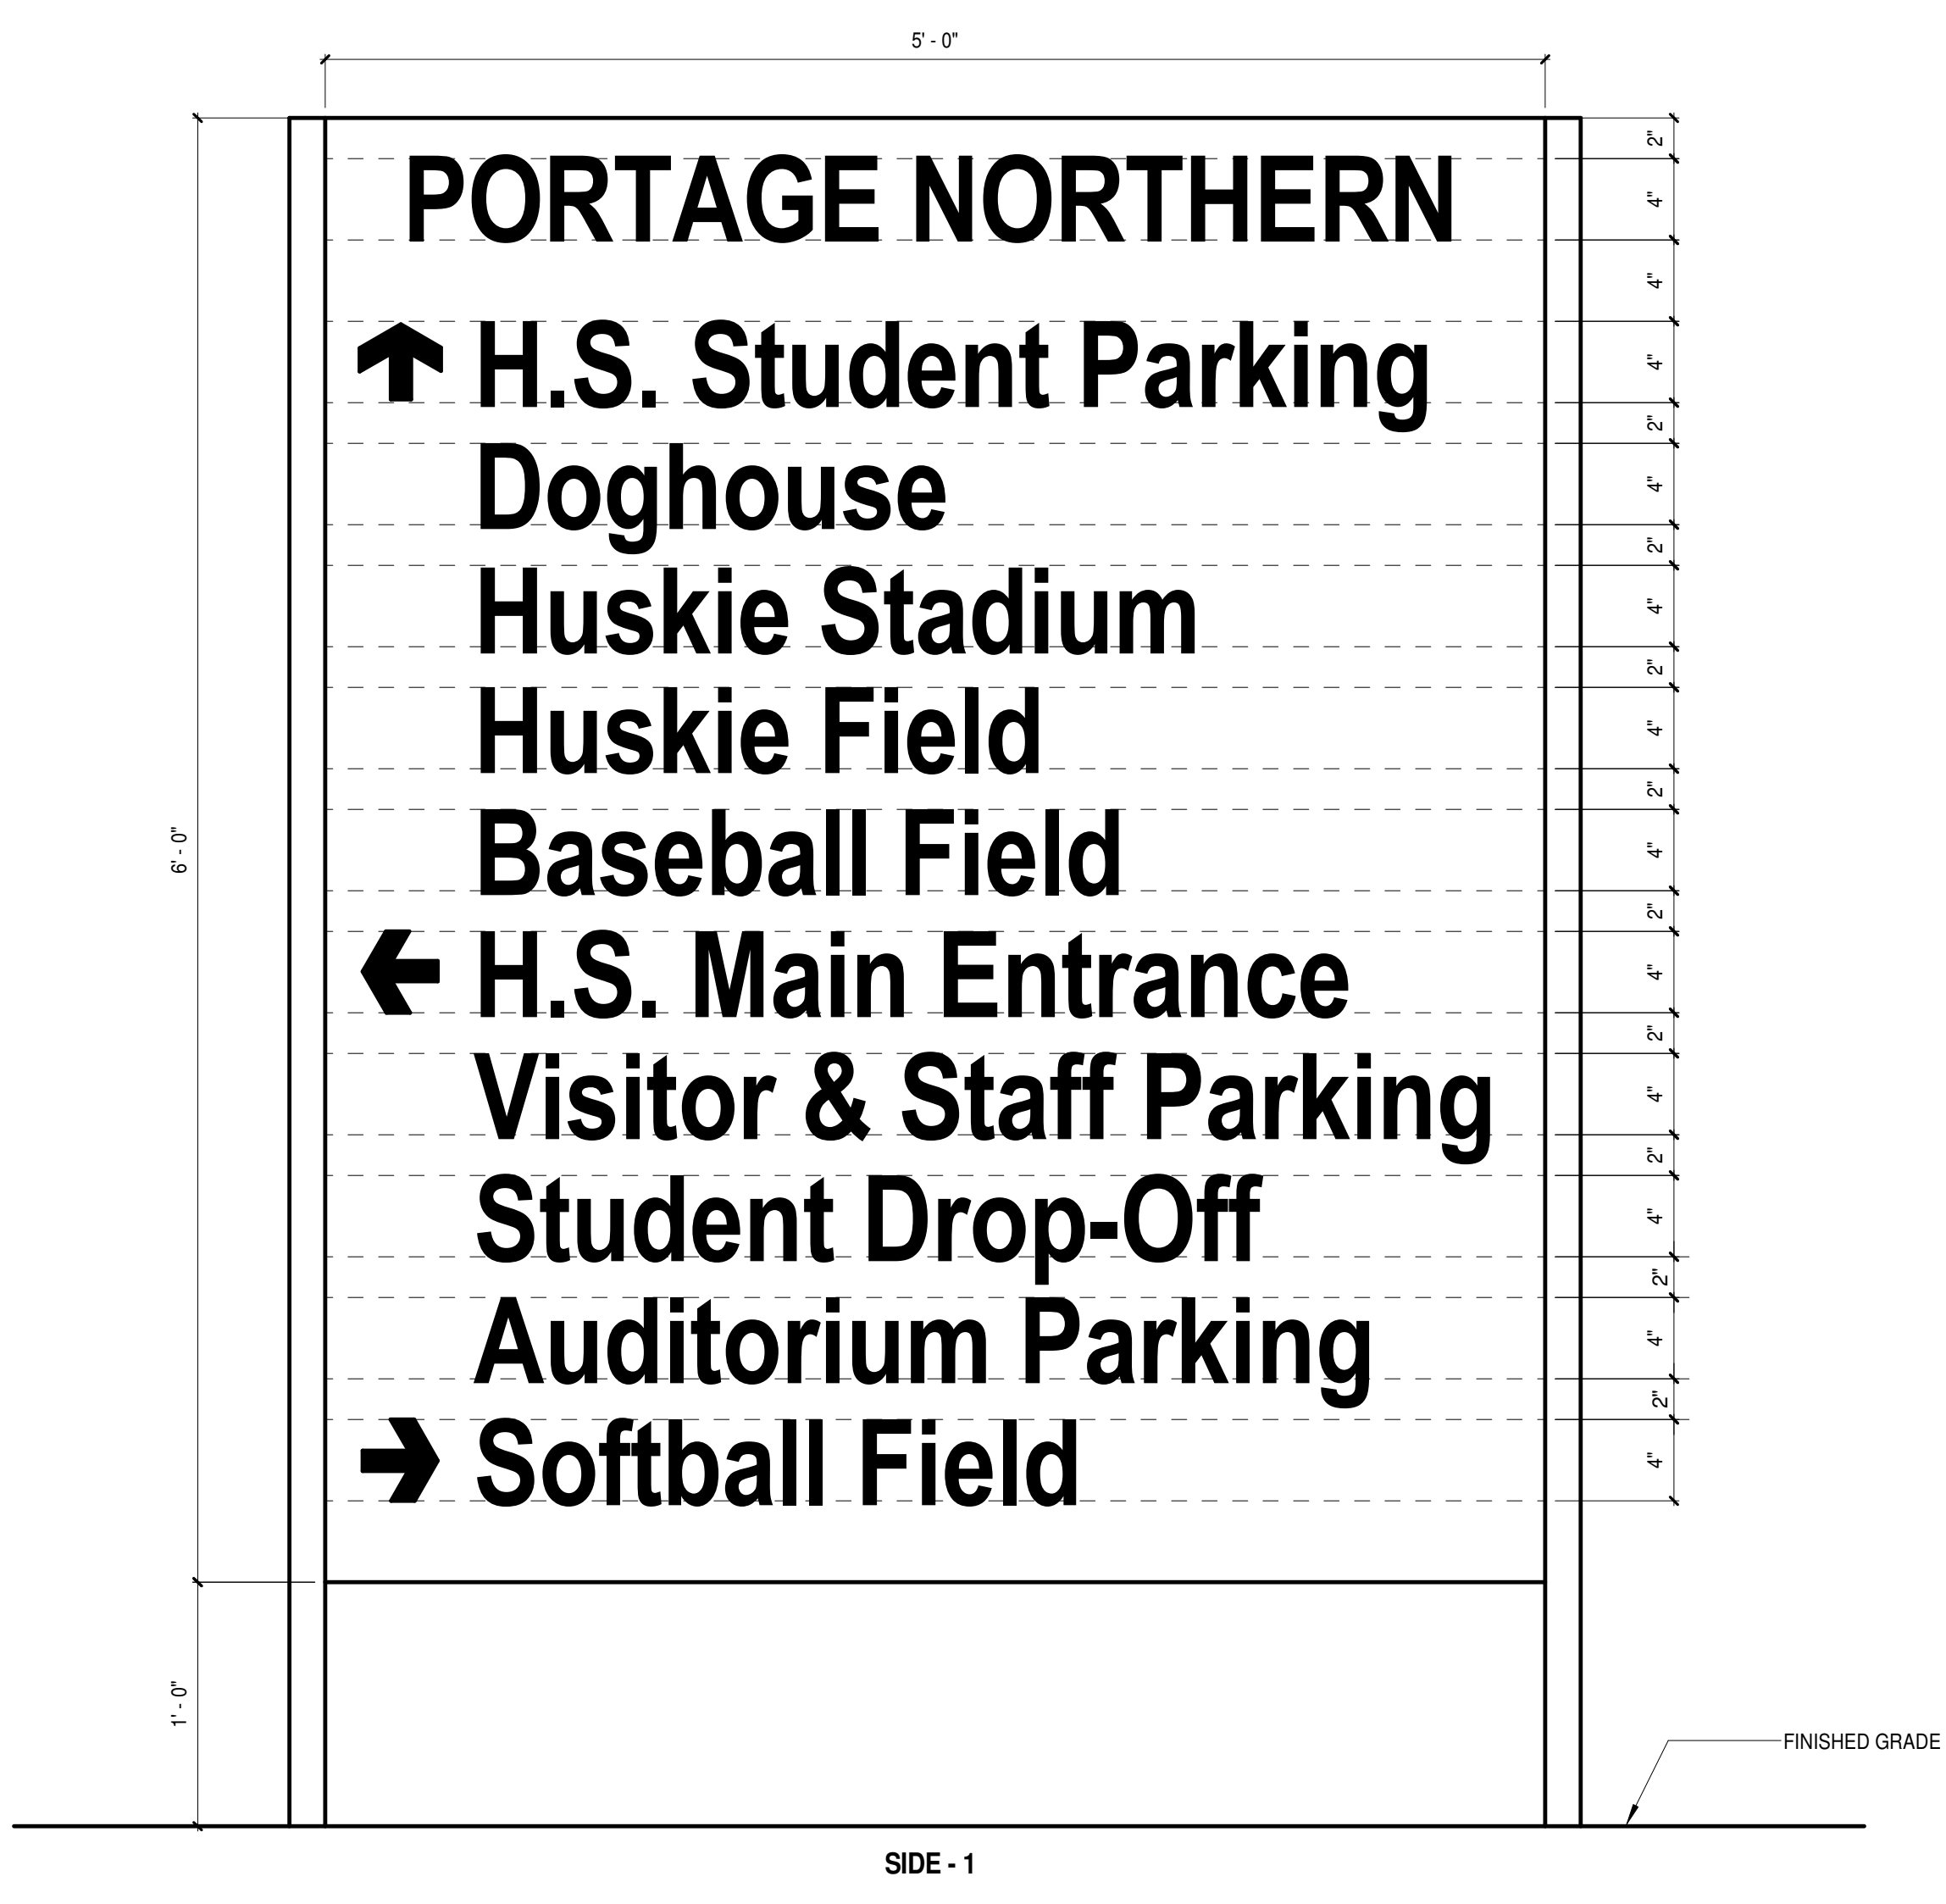 5' - 0"
2"
PORTAGE NORTHERN
4"
4"
H.S. Student Parking
4"
2"
Doghouse
4"
2"
Huskie Stadium
4"
2"
Huskie Field
4"
2"
6' - 0"
Baseball Field
4"
2"
H.S. Main Entrance
4"
2"
Visitor & Staff Parking
4"
2"
Student Drop-Off
4"
2"
Auditorium Parking
4"
2"
Softball Field
4"
1' - 0"
FINISHED GRADE
SIDE - 1